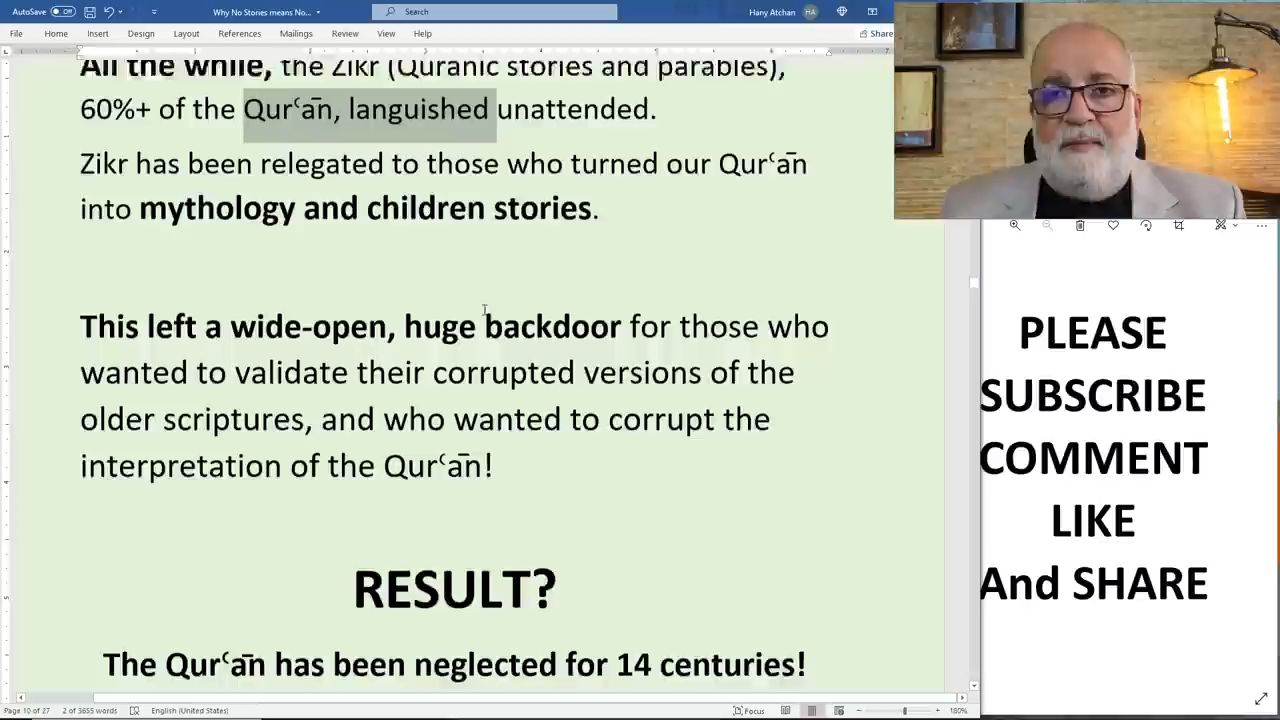 AutoSave Off
Why No Stories means No...
Search
Hany Atchan HA
File Home Insert Draw Design Layout References Mailings Review View Help
Share
All the while, the Zikr (Quranic stories and parables),
60%+ of the Qurʿān, languished unattended.
Zikr has been relegated to those who turned our Qurʿān
into mythology and children stories.
This left a wide-open, huge backdoor for those who
wanted to validate their corrupted versions of the
older scriptures, and who wanted to corrupt the
interpretation of the Qurʿān!
RESULT?
The Qurʿān has been neglected for 14 centuries!
PLEASE
SUBSCRIBE
COMMENT
LIKE
And SHARE
Page 10 of 27 2 of 3655 words English (United States) Focus 180%